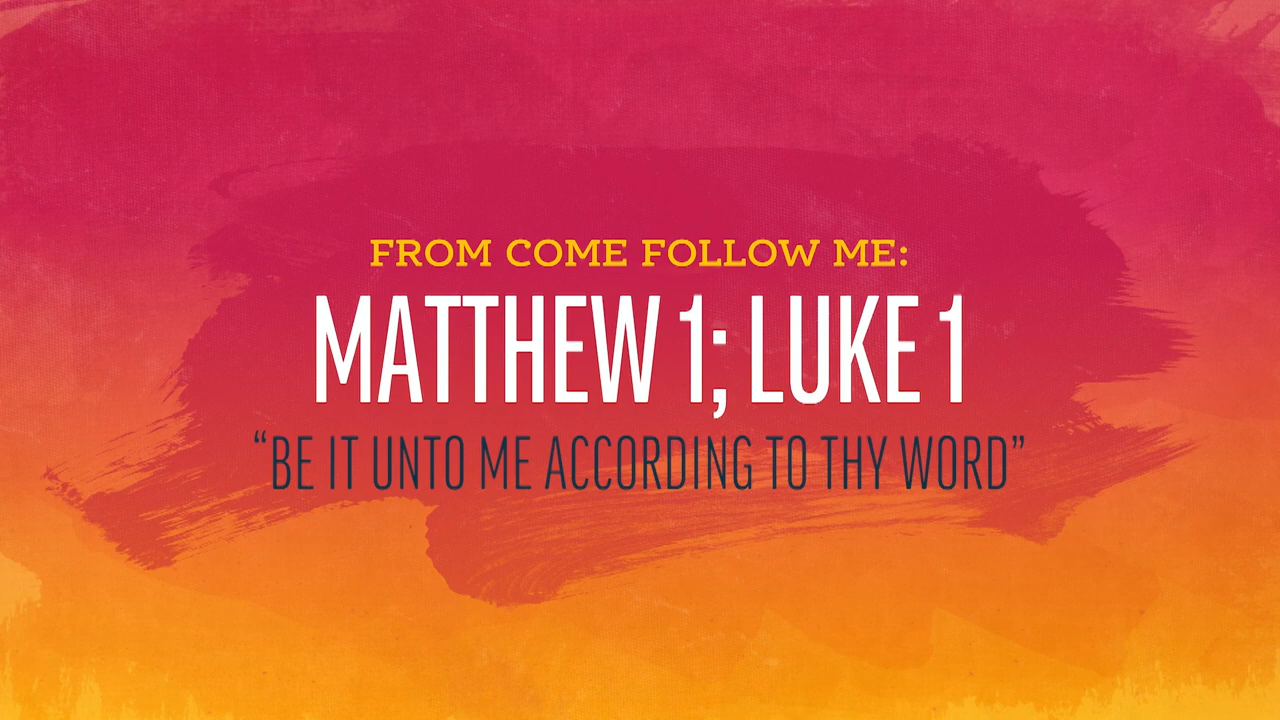 FROM COME FOLLOW ME:
MATTHEW 1; LUKE 1
“BE IT UNTO ME ACCORDING TO THY WORD”